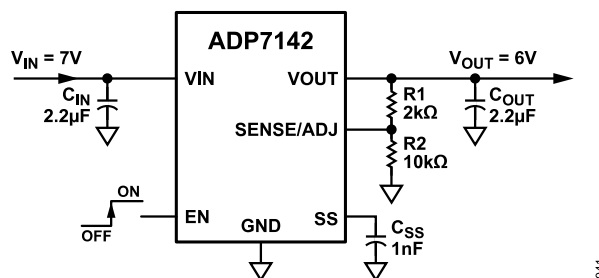 ADP7142
V_IN = 7V
V_OUT = 6V
VIN
VOUT
C_IN
2.2µF
R1
2kΩ
C_OUT
2.2µF
SENSE/ADJ
R2
10kΩ
ON
OFF
EN
GND
SS
C_SS
1nF